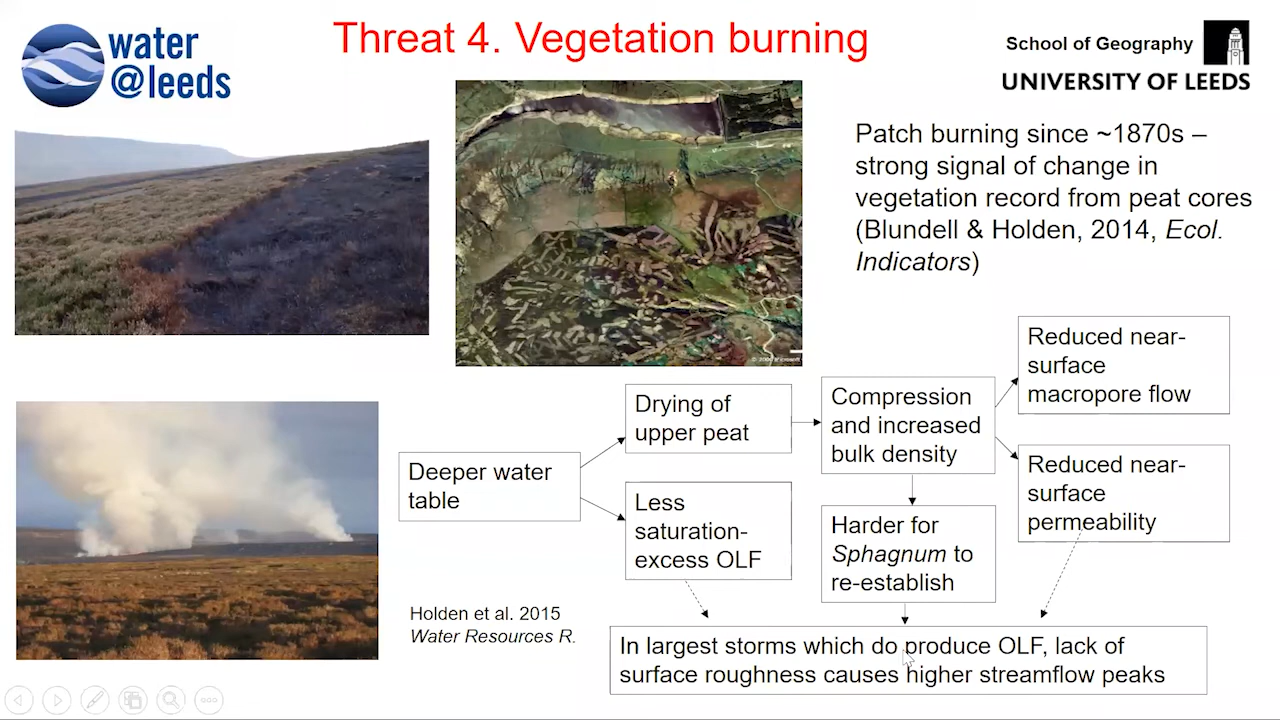 Threat 4. Vegetation burning
water
@leeds
School of Geography
UNIVERSITY OF LEEDS
Patch burning since ~1870s –
strong signal of change in
vegetation record from peat cores
(Blundell & Holden, 2014, Ecol.
Indicators)
Deeper water
table
Drying of
upper peat
Less
saturation-
excess OLF
Compression
and increased
bulk density
Harder for
Sphagnum to
re-establish
Reduced near-
surface
macropore flow
Reduced near-
surface
permeability
Holden et al. 2015
Water Resources R.
In largest storms which do produce OLF, lack of
surface roughness causes higher streamflow peaks